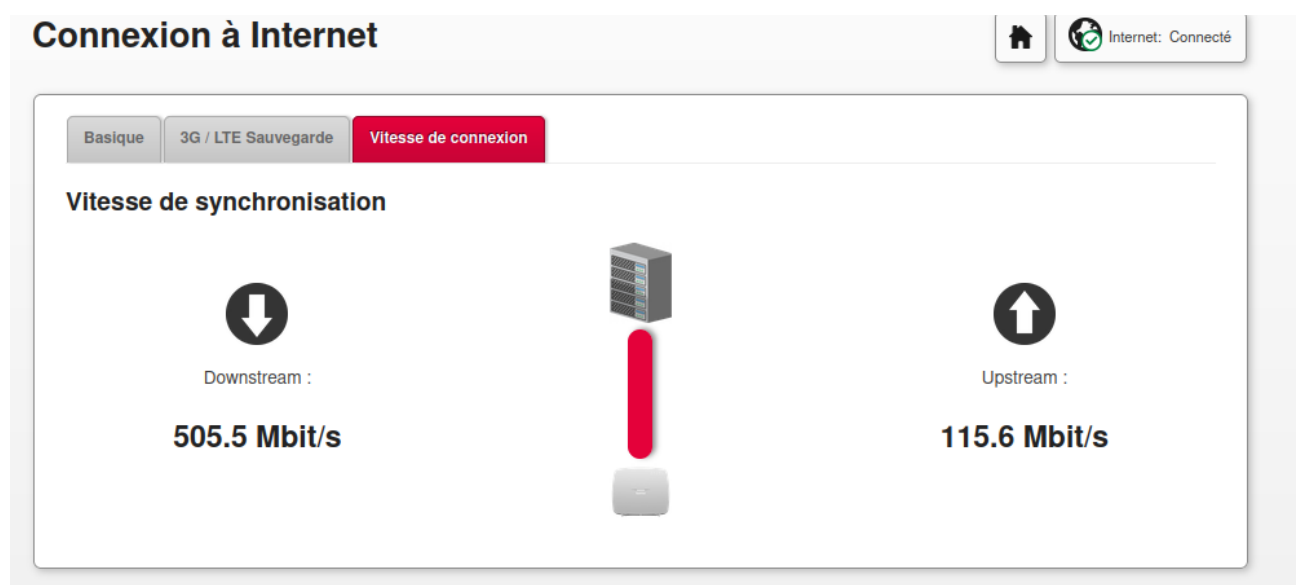 Connexion à Internet
Internet: Connecté
Basique
3G / LTE Sauvegarde
Vitesse de connexion
Vitesse de synchronisation
Downstream :
505.5 Mbit/s
Upstream :
115.6 Mbit/s